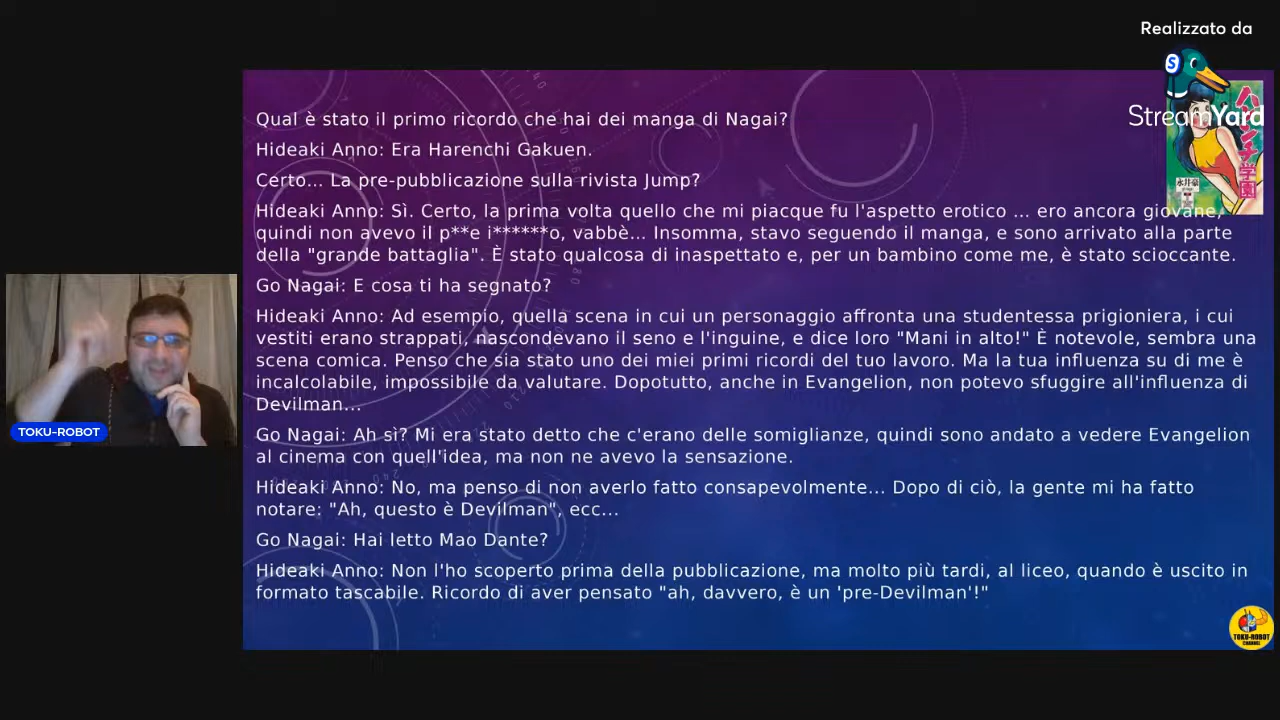 Realizzato da
S
StreamYard
ハレンチ学園
永井豪
Qual è stato il primo ricordo che hai dei manga di Nagai?
Hideaki Anno: Era Harenchi Gakuen.
Certo... La pre-pubblicazione sulla rivista Jump?
Hideaki Anno: Sì. Certo, la prima volta quello che mi piacque fu l'aspetto erotico ... ero ancora giovane,
quindi non avevo il p**e i******o, vabbè... Insomma, stavo seguendo il manga, e sono arrivato alla parte
della "grande battaglia". È stato qualcosa di inaspettato e, per un bambino come me, è stato scioccante.
Go Nagai: E cosa ti ha segnato?
Hideaki Anno: Ad esempio, quella scena in cui un personaggio affronta una studentessa prigioniera, i cui
vestiti erano strappati, nascondevano il seno e l'inguine, e dice loro "Mani in alto!" È notevole, sembra una
scena comica. Penso che sia stato uno dei miei primi ricordi del tuo lavoro. Ma la tua influenza su di me è
incalcolabile, impossibile da valutare. Dopotutto, anche in Evangelion, non potevo sfuggire all'influenza di
Devilman...
Go Nagai: Ah sì? Mi era stato detto che c'erano delle somiglianze, quindi sono andato a vedere Evangelion
al cinema con quell'idea, ma non ne avevo la sensazione.
Hideaki Anno: No, ma penso di non averlo fatto consapevolmente... Dopo di ciò, la gente mi ha fatto
notare: "Ah, questo è Devilman", ecc...
Go Nagai: Hai letto Mao Dante?
Hideaki Anno: Non l'ho scoperto prima della pubblicazione, ma molto più tardi, al liceo, quando è uscito in
formato tascabile. Ricordo di aver pensato "ah, davvero, è un 'pre-Devilman'!"
TOKU-ROBOT
TOKU-ROBOT
CHANNEL